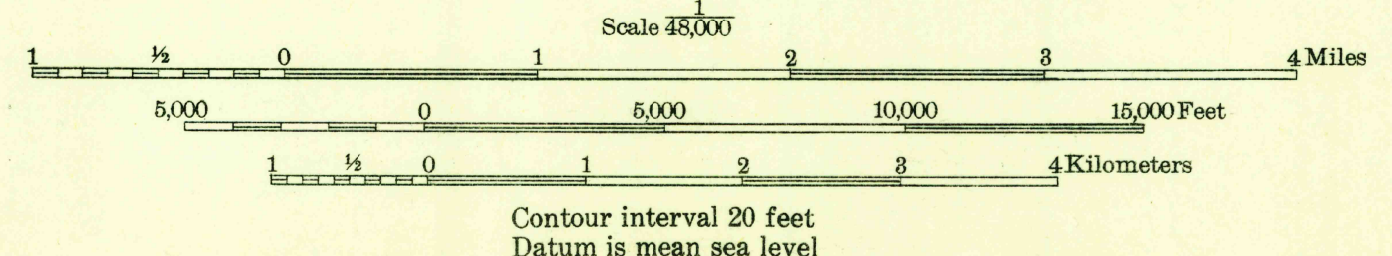 Scale 1/48,000
1 ½ 0 1 2 3 4 Miles
5,000 0 5,000 10,000 15,000 Feet
1 ½ 0 1 2 3 4 Kilometers
Contour interval 20 feet
Datum is mean sea level